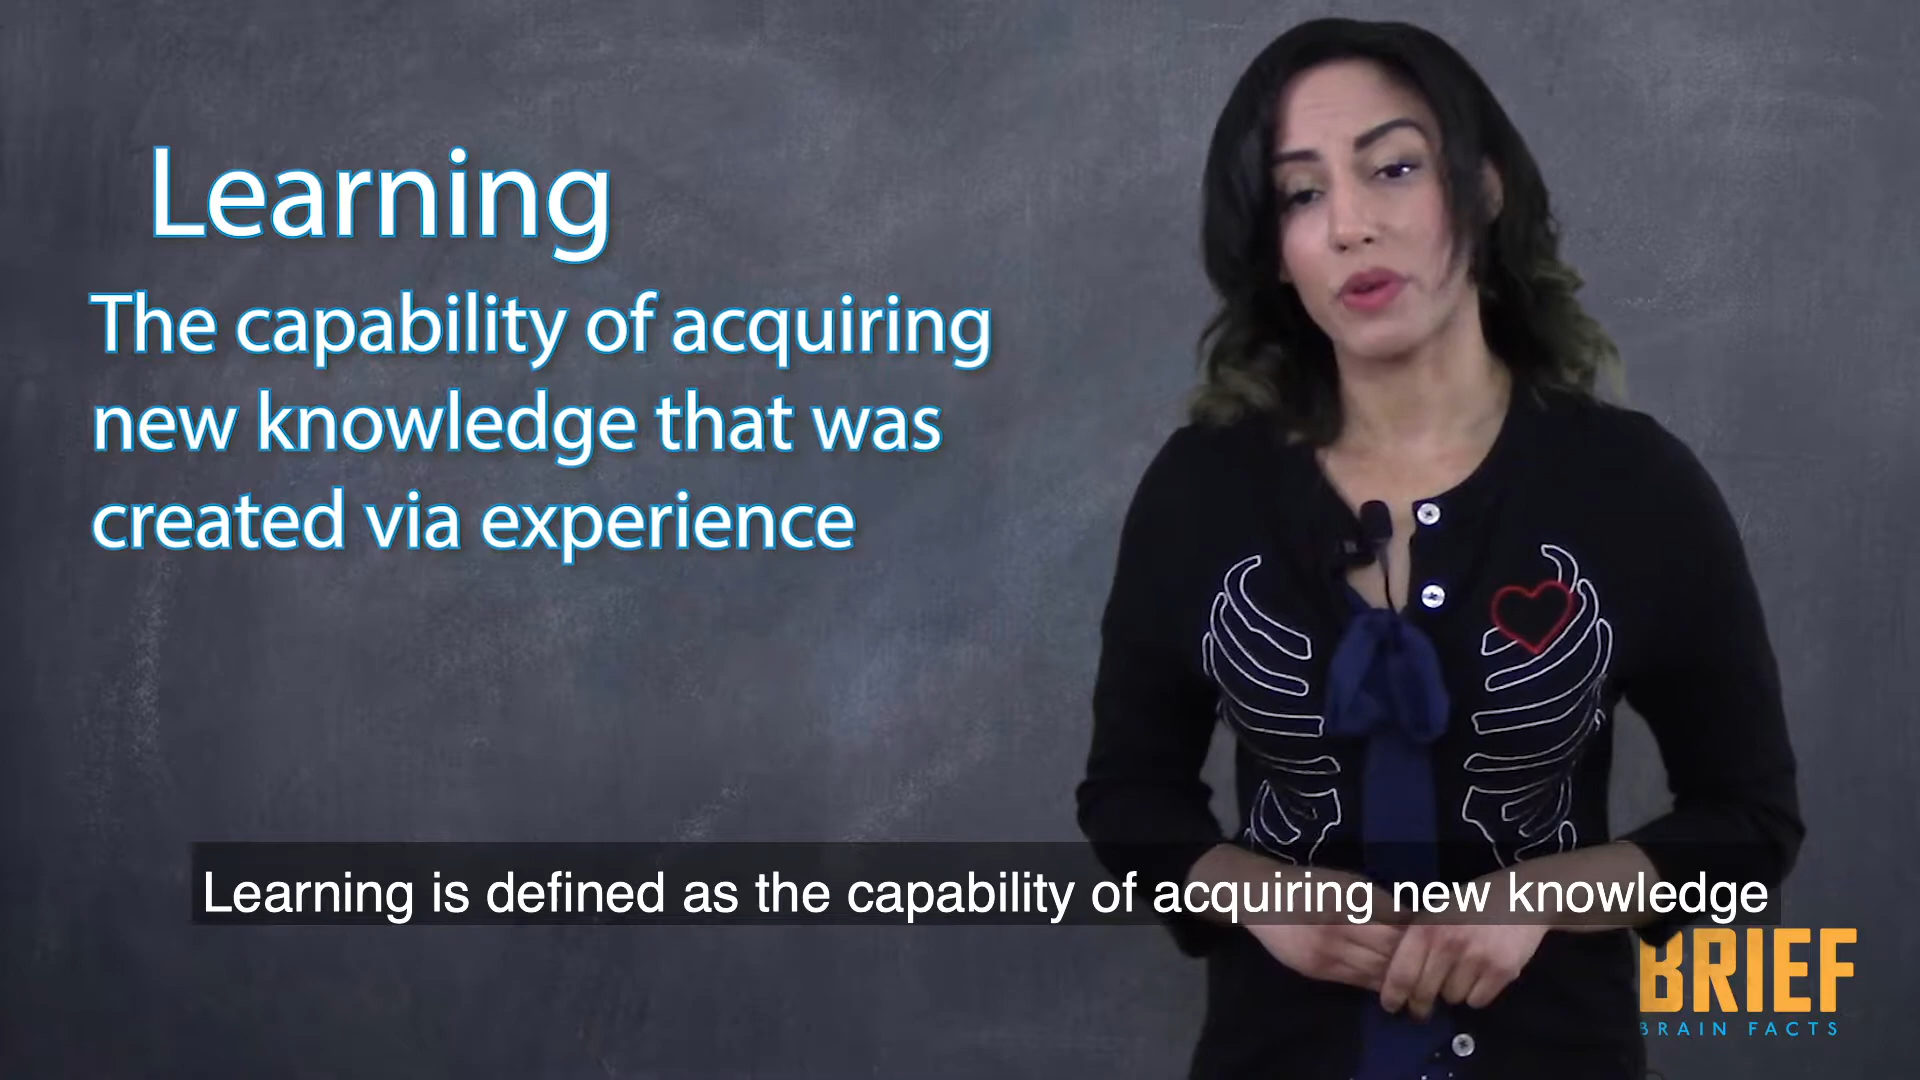 Learning
The capability of acquiring
new knowledge that was
created via experience
Learning is defined as the capability of acquiring new knowledge
BRIEF
BRAIN FACTS